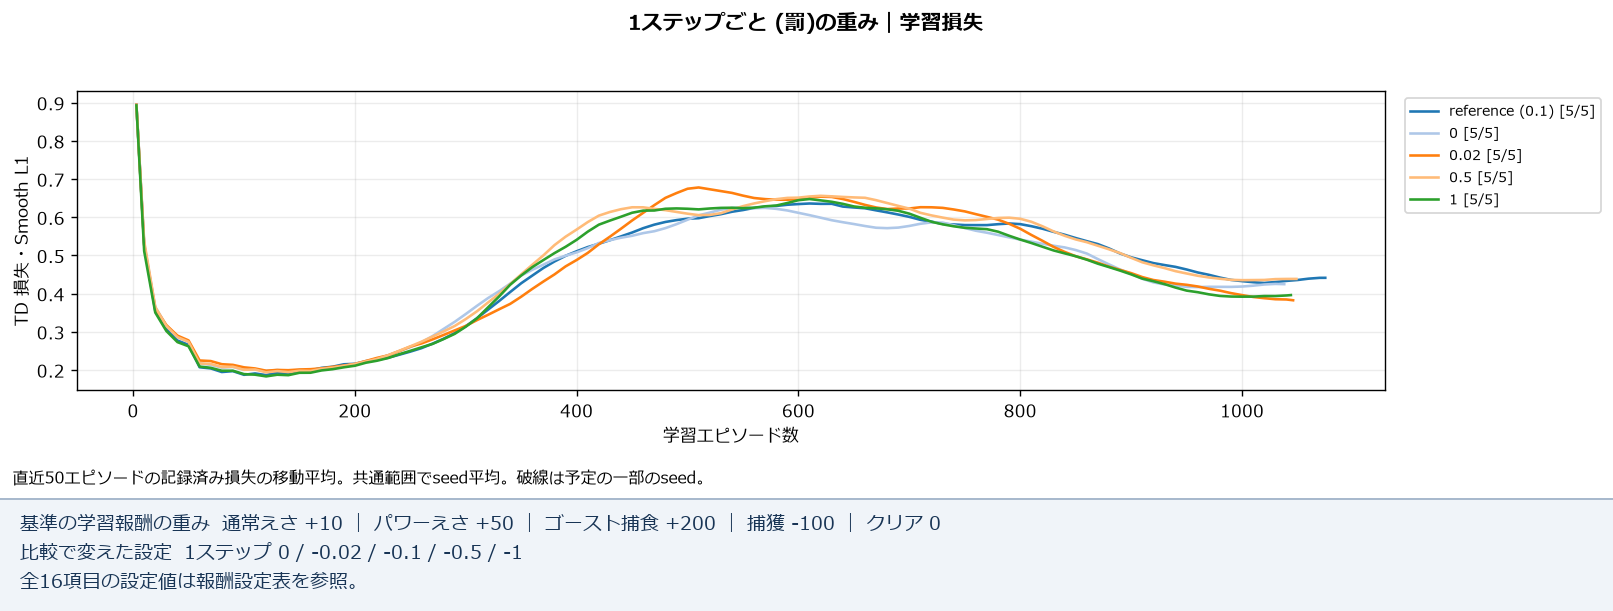 1ステップごと (罰)の重み｜学習損失
TD 損失・Smooth L1
0.9
0.8
0.7
0.6
0.5
0.4
0.3
0.2
0
200
400
600
800
1000
学習エピソード数
reference (0.1) [5/5]
0 [5/5]
0.02 [5/5]
0.5 [5/5]
1 [5/5]
直近50エピソードの記録済み損失の移動平均。共通範囲でseed平均。破線は予定の一部のseed。
基準の学習報酬の重み 通常えさ +10 ｜ パワーえさ +50 ｜ ゴースト捕食 +200 ｜ 捕獲 -100 ｜ クリア 0
比較で変えた設定 1ステップ 0 / -0.02 / -0.1 / -0.5 / -1
全16項目の設定値は報酬設定表を参照。